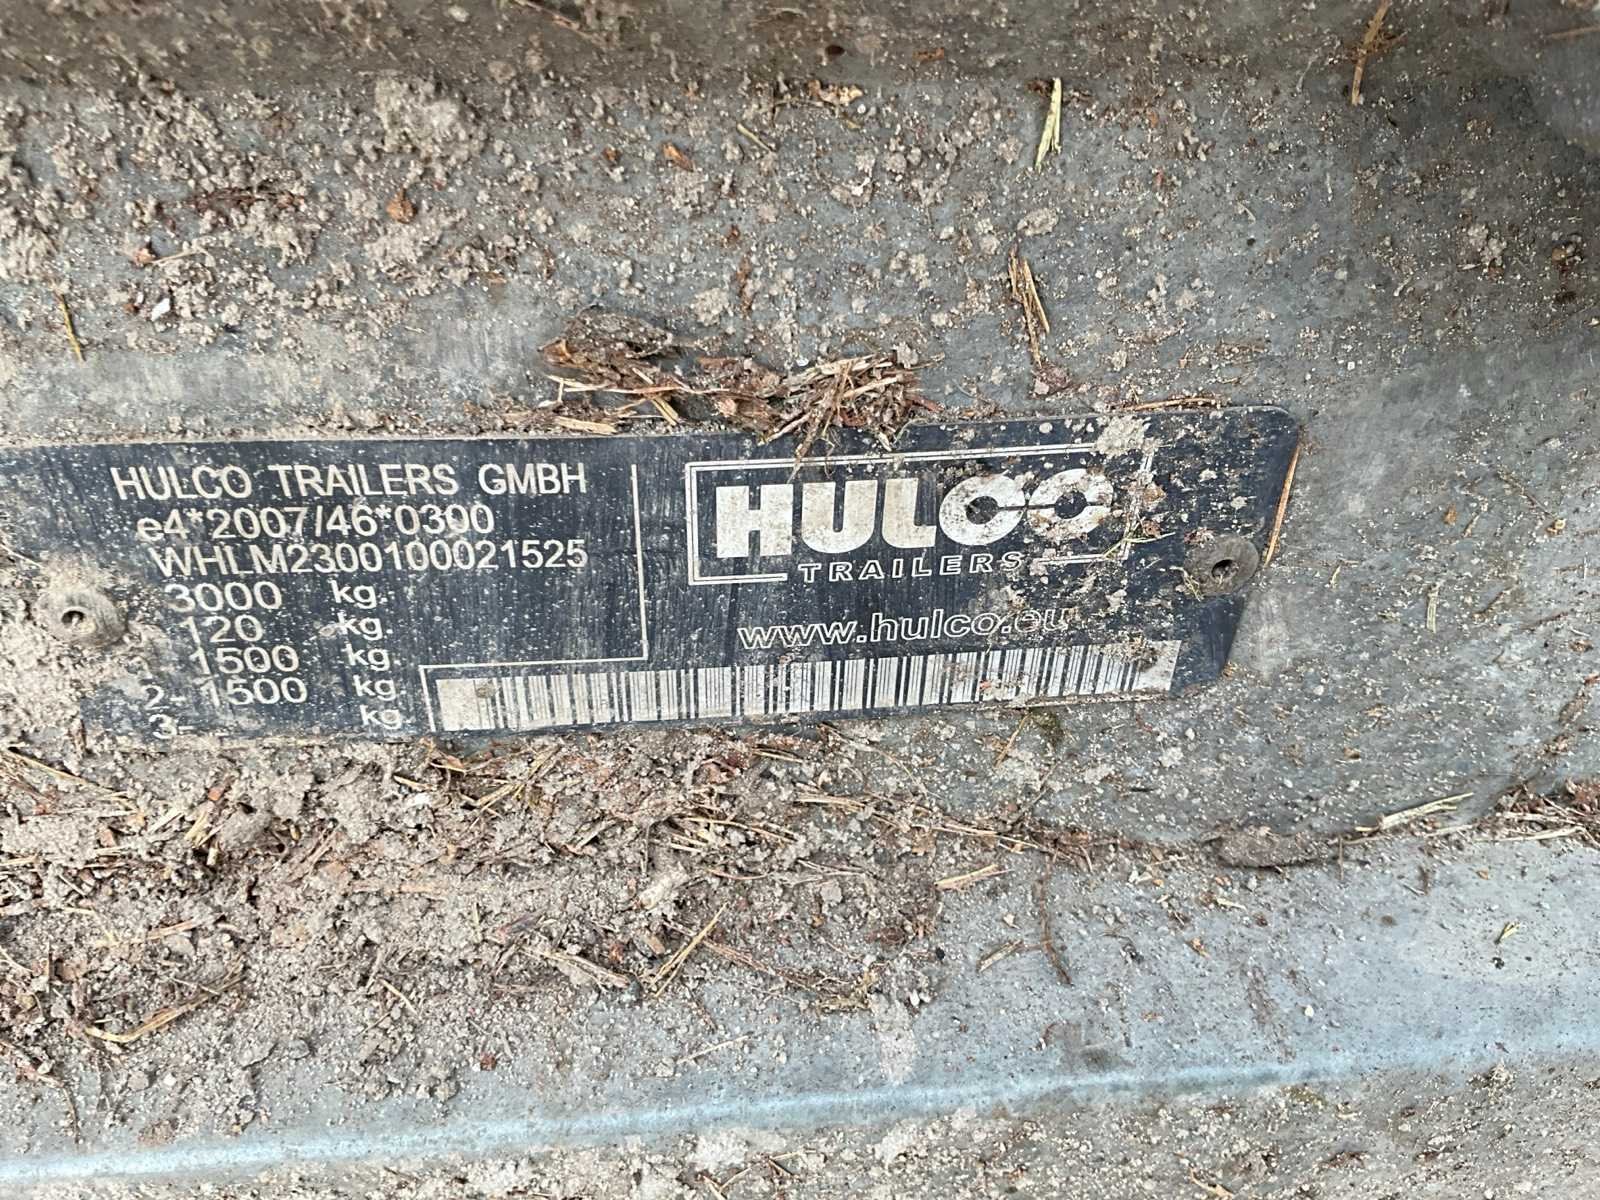 HULCO TRAILERS GMBH
e4*2007/46*0300
WHLM2300100021525
3000 kg.
120 kg.
1500 kg.
2- 1500 kg.
3- kg.
HULCO
TRAILERS
www.hulco.eu